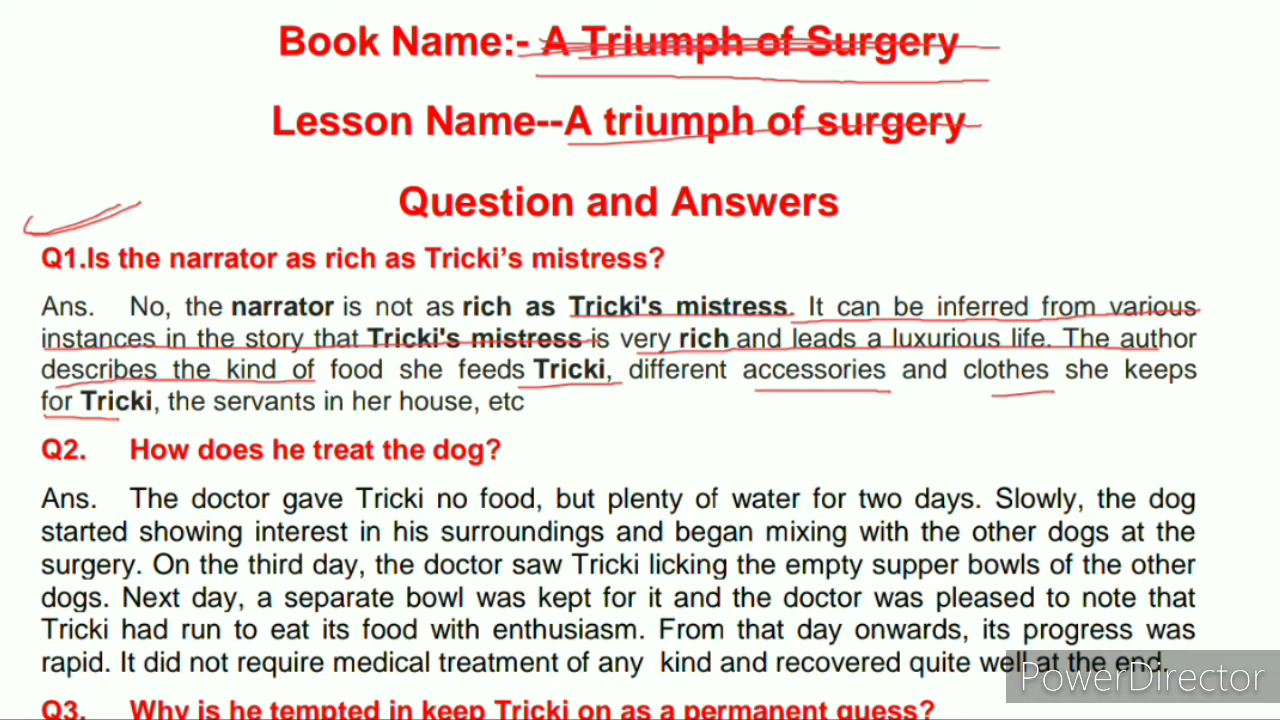 Book Name:- A Triumph of Surgery
Lesson Name--A triumph of surgery
Question and Answers
Q1.Is the narrator as rich as Tricki’s mistress?
Ans. No, the narrator is not as rich as Tricki's mistress. It can be inferred from various
instances in the story that Tricki's mistress is very rich and leads a luxurious life. The author
describes the kind of food she feeds Tricki, different accessories and clothes she keeps
for Tricki, the servants in her house, etc
Q2. How does he treat the dog?
Ans. The doctor gave Tricki no food, but plenty of water for two days. Slowly, the dog
started showing interest in his surroundings and began mixing with the other dogs at the
surgery. On the third day, the doctor saw Tricki licking the empty supper bowls of the other
dogs. Next day, a separate bowl was kept for it and the doctor was pleased to note that
Tricki had run to eat its food with enthusiasm. From that day onwards, its progress was
rapid. It did not require medical treatment of any kind and recovered quite well at the end.
PowerDirector
Q3. Why is he tempted in keep Tricki on as a permanent guess?